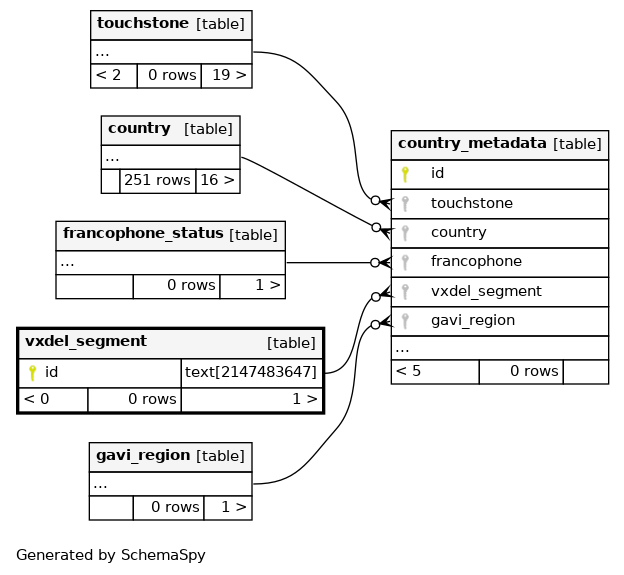 touchstone [table]
...
< 2 0 rows 19 >
country [table]
...
251 rows 16 >
francophone_status [table]
...
0 rows 1 >
vxdel_segment [table]
id text[2147483647]
< 0 0 rows 1 >
gavi_region [table]
...
0 rows 1 >
country_metadata [table]
id
touchstone
country
francophone
vxdel_segment
gavi_region
...
< 5 0 rows
Generated by SchemaSpy